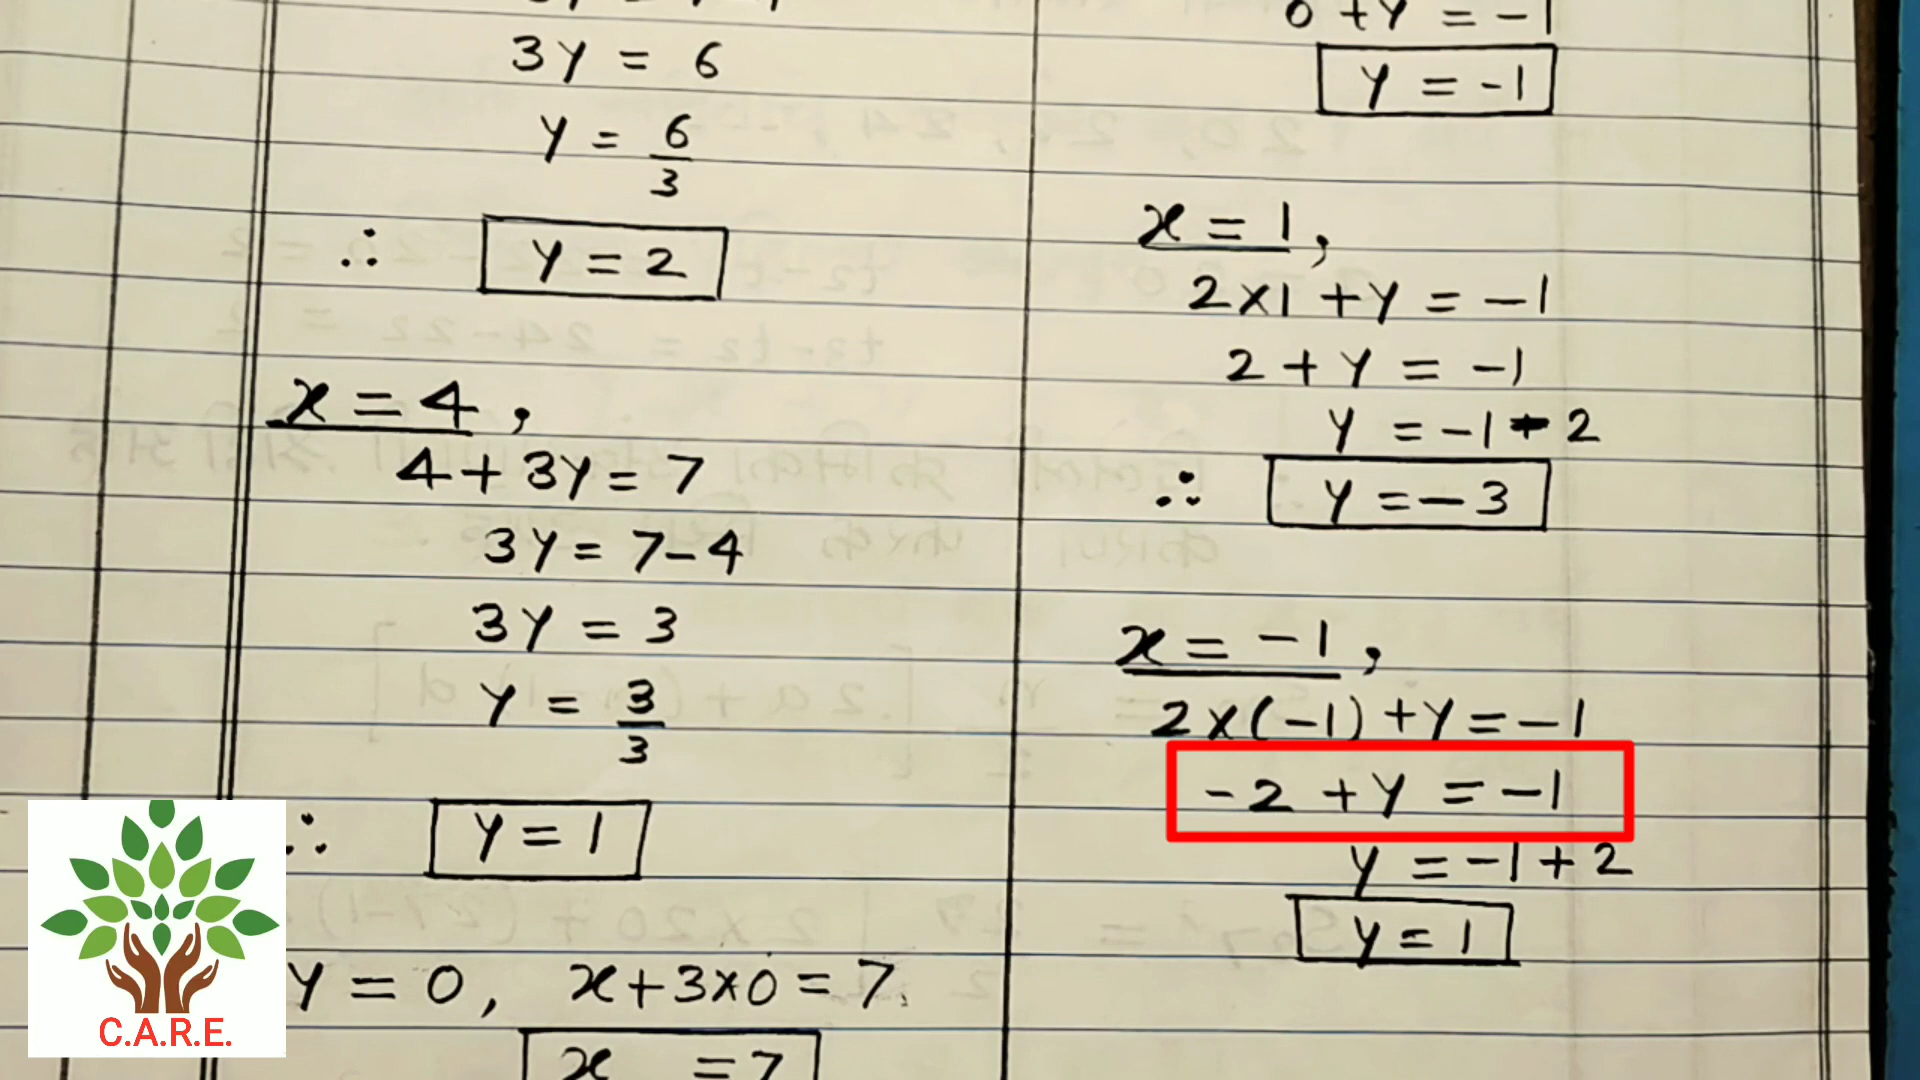 3Y = 6
Y = 6/3
∴ Y = 2
x = 4,
4 + 3Y = 7
3Y = 7 - 4
3Y = 3
Y = 3/3
∴ Y = 1
Y = 0, x + 3×0 = 7
x = 7
0 + Y = -1
Y = -1
x = 1,
2×1 + Y = -1
2 + Y = -1
Y = -1 - 2
∴ Y = -3
x = -1,
2×(-1) + Y = -1
-2 + Y = -1
Y = -1 + 2
Y = 1
C.A.R.E.